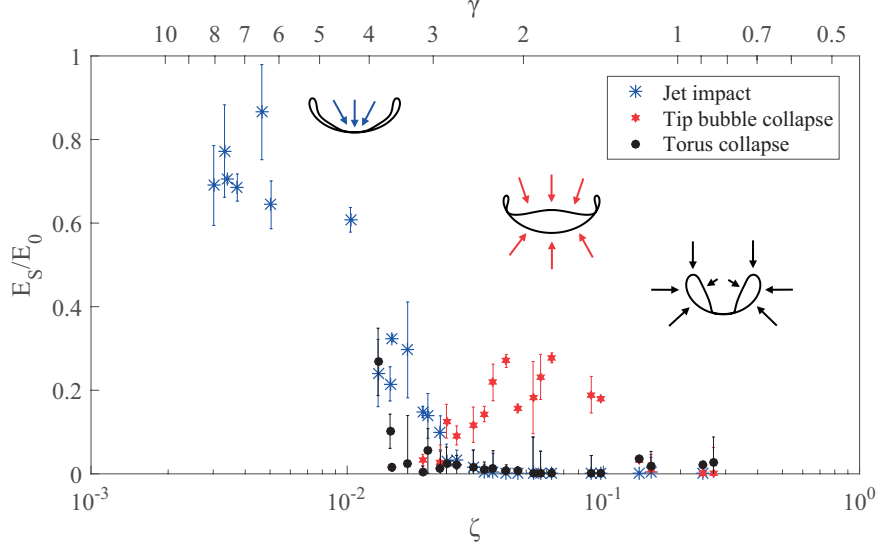 γ
10 8 7 6 5 4 3 2 1 0.7 0.5
1
0.8
0.6
0.4
0.2
0
E_S/E_0
Jet impact
Tip bubble collapse
Torus collapse
10^-3 10^-2 10^-1 10^0
ζ